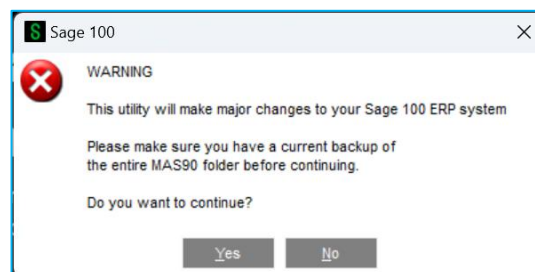 S Sage 100
WARNING
This utility will make major changes to your Sage 100 ERP system
Please make sure you have a current backup of
the entire MAS90 folder before continuing.
Do you want to continue?
Yes No